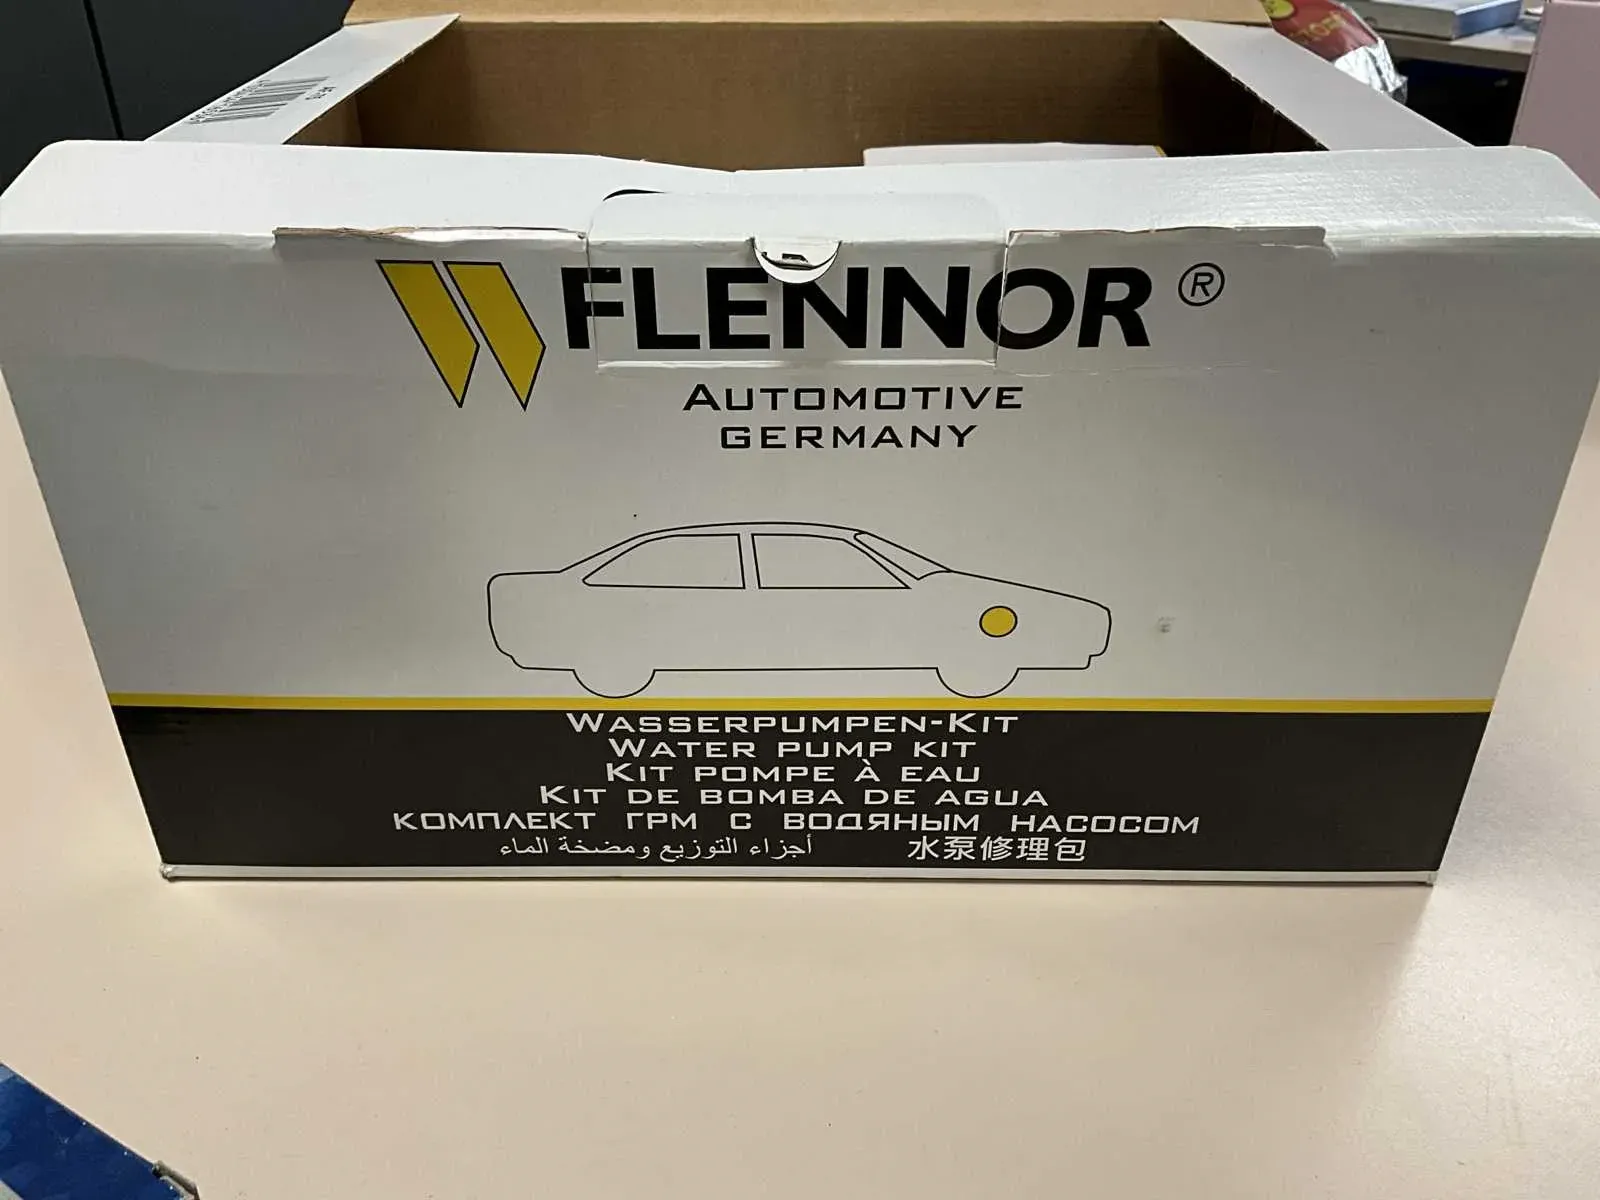 FLENNOR®
AUTOMOTIVE
GERMANY
WASSERPUMPEN-KIT
WATER PUMP KIT
KIT POMPE À EAU
KIT DE BOMBA DE AGUA
КОМПЛЕКТ ГРМ С ВОДЯНЫМ НАСОСОМ
أجزاء التوزيع ومضخة الماء 水泵修理包